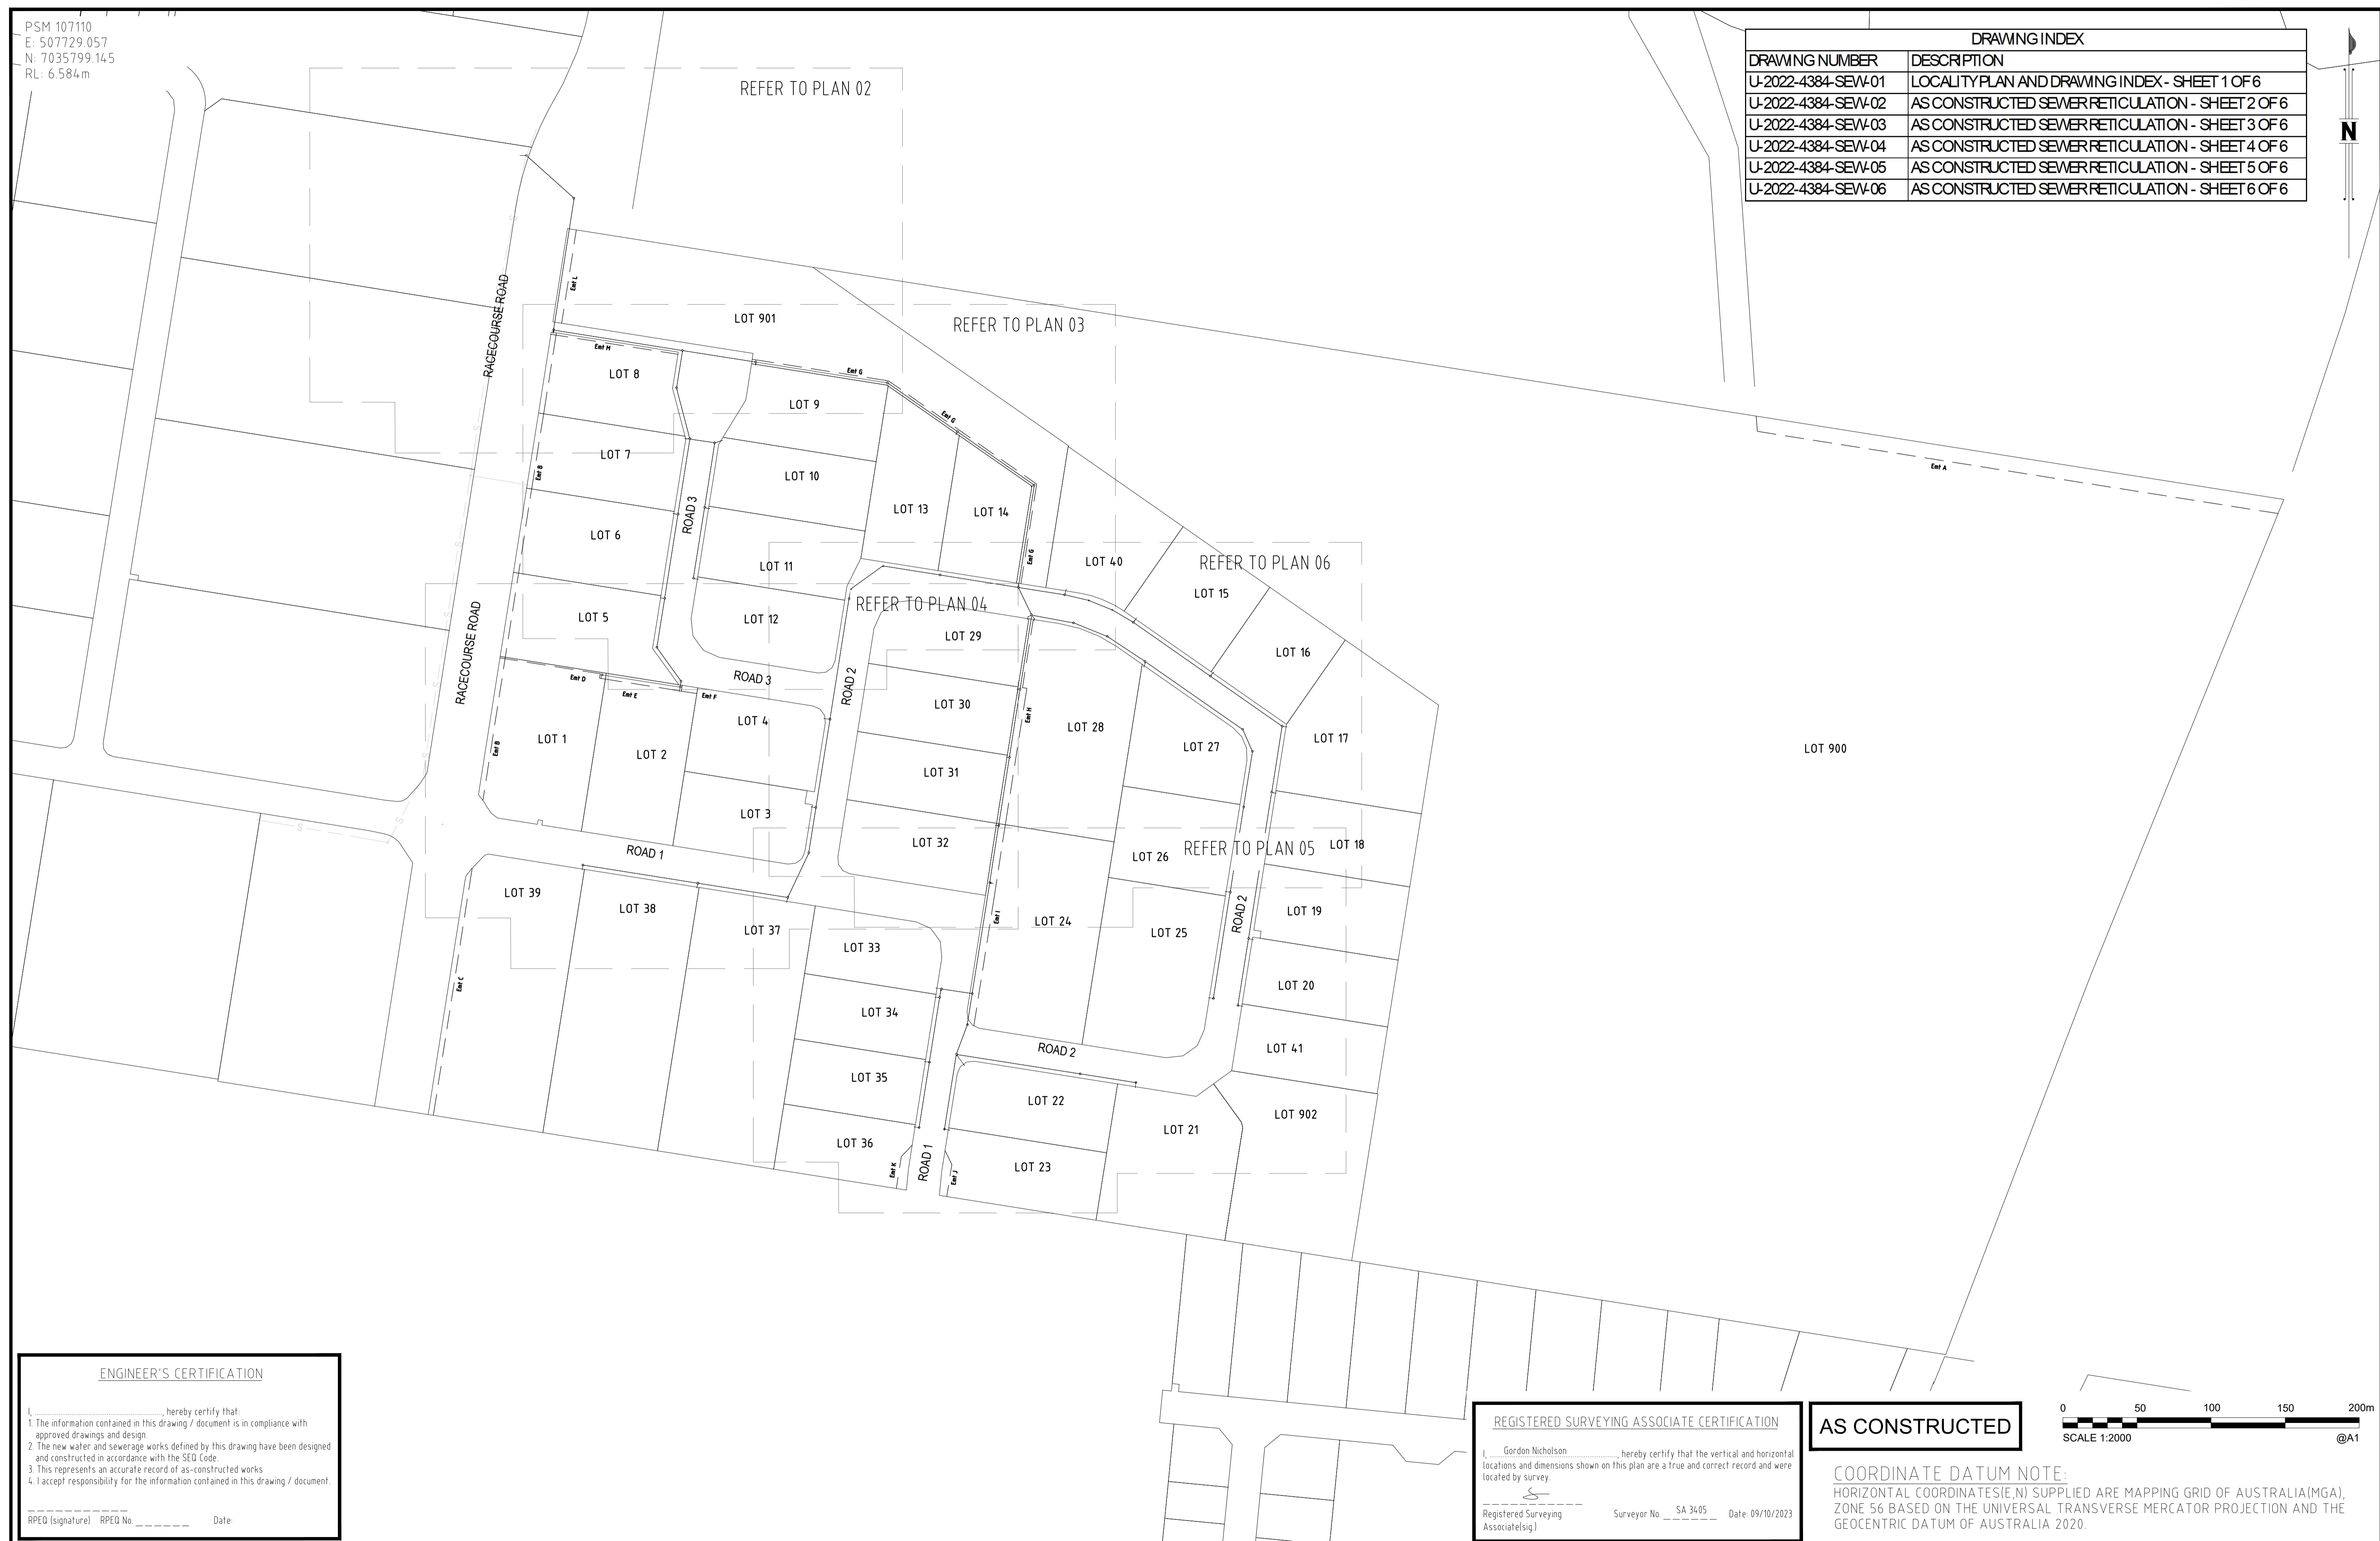 PSM 107110
E: 507729.057
N: 7035799.145
RL: 6.584m
DRAWING INDEX
DRAWING NUMBER DESCRIPTION
U-2022-4384-SEW-01 LOCALITY PLAN AND DRAWING INDEX - SHEET 1 OF 6
U-2022-4384-SEW-02 AS CONSTRUCTED SEWER RETICULATION - SHEET 2 OF 6
U-2022-4384-SEW-03 AS CONSTRUCTED SEWER RETICULATION - SHEET 3 OF 6
U-2022-4384-SEW-04 AS CONSTRUCTED SEWER RETICULATION - SHEET 4 OF 6
U-2022-4384-SEW-05 AS CONSTRUCTED SEWER RETICULATION - SHEET 5 OF 6
U-2022-4384-SEW-06 AS CONSTRUCTED SEWER RETICULATION - SHEET 6 OF 6
N
REFER TO PLAN 02
S
RACECOURSE ROAD
Emt L
LOT 901
REFER TO PLAN 03
Emt M
LOT 8
Emt G
LOT 9
Emt G
S
LOT 7
Emt B
LOT 10
Emt A
ROAD 3
LOT 13
LOT 14
LOT 6
S
Emt G
LOT 11
LOT 40
REFER TO PLAN 06
LOT 15
REFER TO PLAN 04
S
LOT 5
LOT 12
LOT 29
RACECOURSE ROAD
LOT 16
S
Emt D
Emt E
Emt F
ROAD 3
ROAD 2
LOT 30
Emt H
LOT 4
LOT 28
LOT 1
Emt B
LOT 2
LOT 27
LOT 17
LOT 900
S
LOT 31
LOT 3
S
S
ROAD 1
LOT 32
LOT 26
REFER TO PLAN 05
LOT 18
LOT 39
LOT 38
LOT 37
Emt I
LOT 24
LOT 25
ROAD 2
LOT 19
LOT 33
Emt C
LOT 20
LOT 34
ROAD 2
LOT 41
LOT 35
LOT 22
LOT 902
LOT 21
LOT 36
Emt K
ROAD 1
Emt J
LOT 23
ENGINEER'S CERTIFICATION
I, ......................................................, hereby certify that:
1. The information contained in this drawing / document is in compliance with
approved drawings and design.
2. The new water and sewerage works defined by this drawing have been designed
and constructed in accordance with the SEQ Code.
3. This represents an accurate record of as-constructed works
4. I accept responsibility for the information contained in this drawing / document.
RPEQ (signature) RPEQ No. Date:
REGISTERED SURVEYING ASSOCIATE CERTIFICATION
I, Gordon Nicholson, hereby certify that the vertical and horizontal
locations and dimensions shown on this plan are a true and correct record and were
located by survey.
Registered Surveying Surveyor No. SA 3405 Date: 09/10/2023
Associate(sig.)
AS CONSTRUCTED
0 50 100 150 200m
SCALE 1:2000 @A1
COORDINATE DATUM NOTE:
HORIZONTAL COORDINATES(E,N) SUPPLIED ARE MAPPING GRID OF AUSTRALIA(MGA),
ZONE 56 BASED ON THE UNIVERSAL TRANSVERSE MERCATOR PROJECTION AND THE
GEOCENTRIC DATUM OF AUSTRALIA 2020.